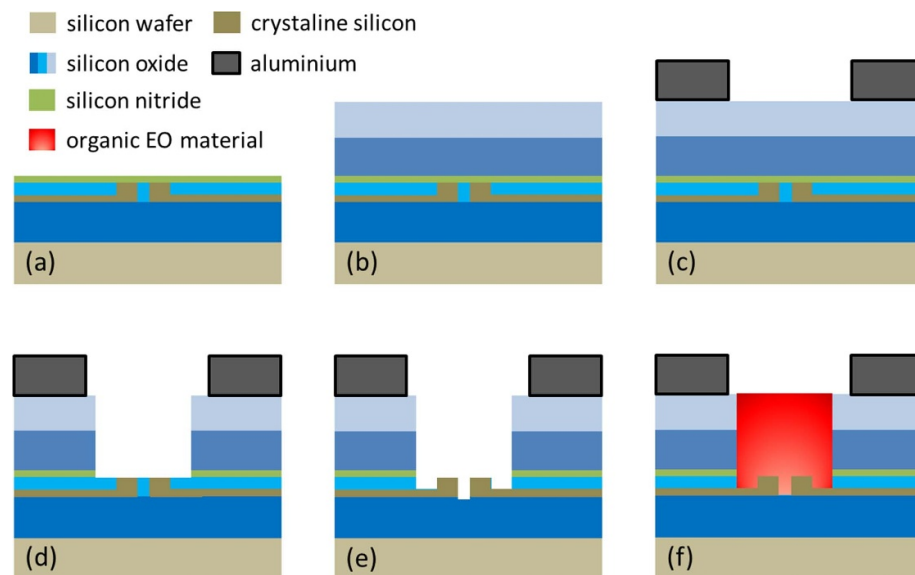 silicon wafer
crystaline silicon
silicon oxide
aluminium
silicon nitride
organic EO material
(a)
(b)
(c)
(d)
(e)
(f)